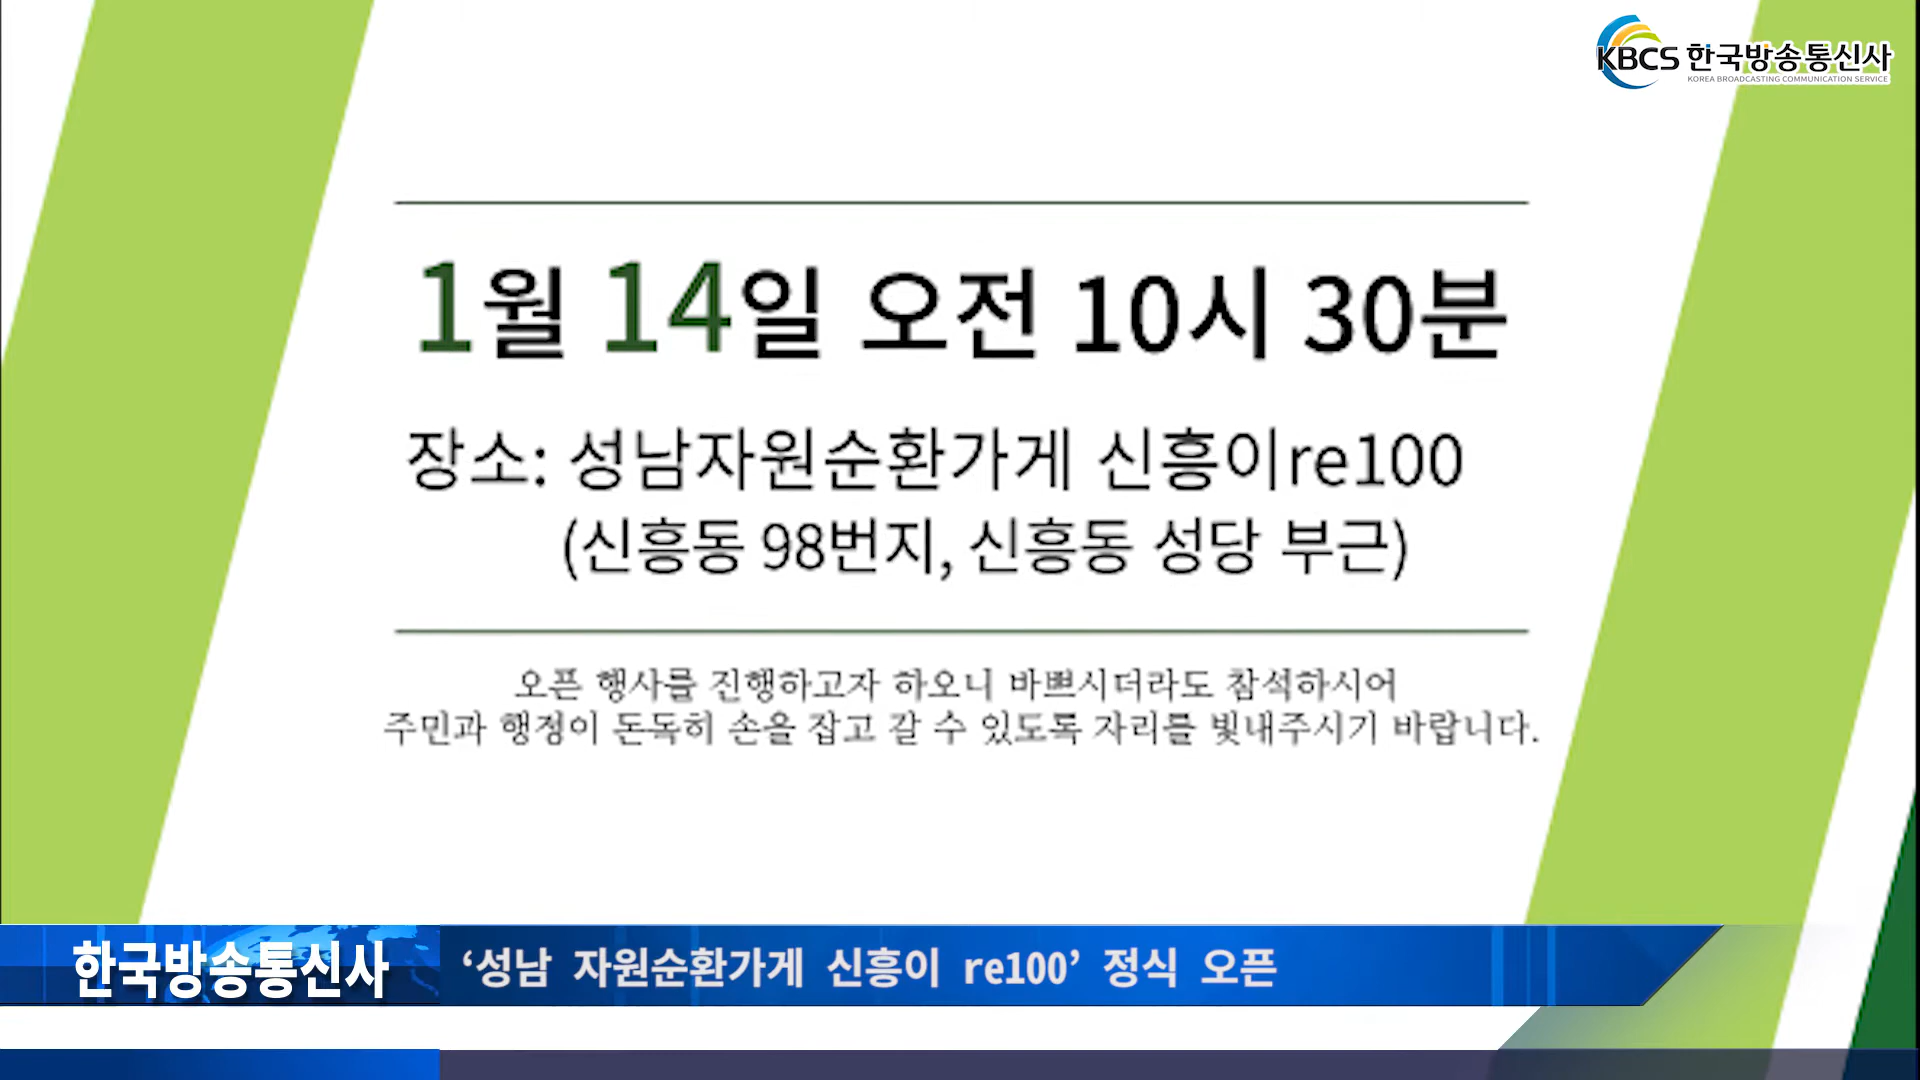 KBCS 한국방송통신사
KOREA BROADCASTING COMMUNICATION SERVICE
1월 14일 오전 10시 30분
장소: 성남자원순환가게 신흥이re100
(신흥동 98번지, 신흥동 성당 부근)
오픈 행사를 진행하고자 하오니 바쁘시더라도 참석하시어
주민과 행정이 돈독히 손을 잡고 갈 수 있도록 자리를 빛내주시기 바랍니다.
한국방송통신사
‘성남 자원순환가게 신흥이 re100’ 정식 오픈